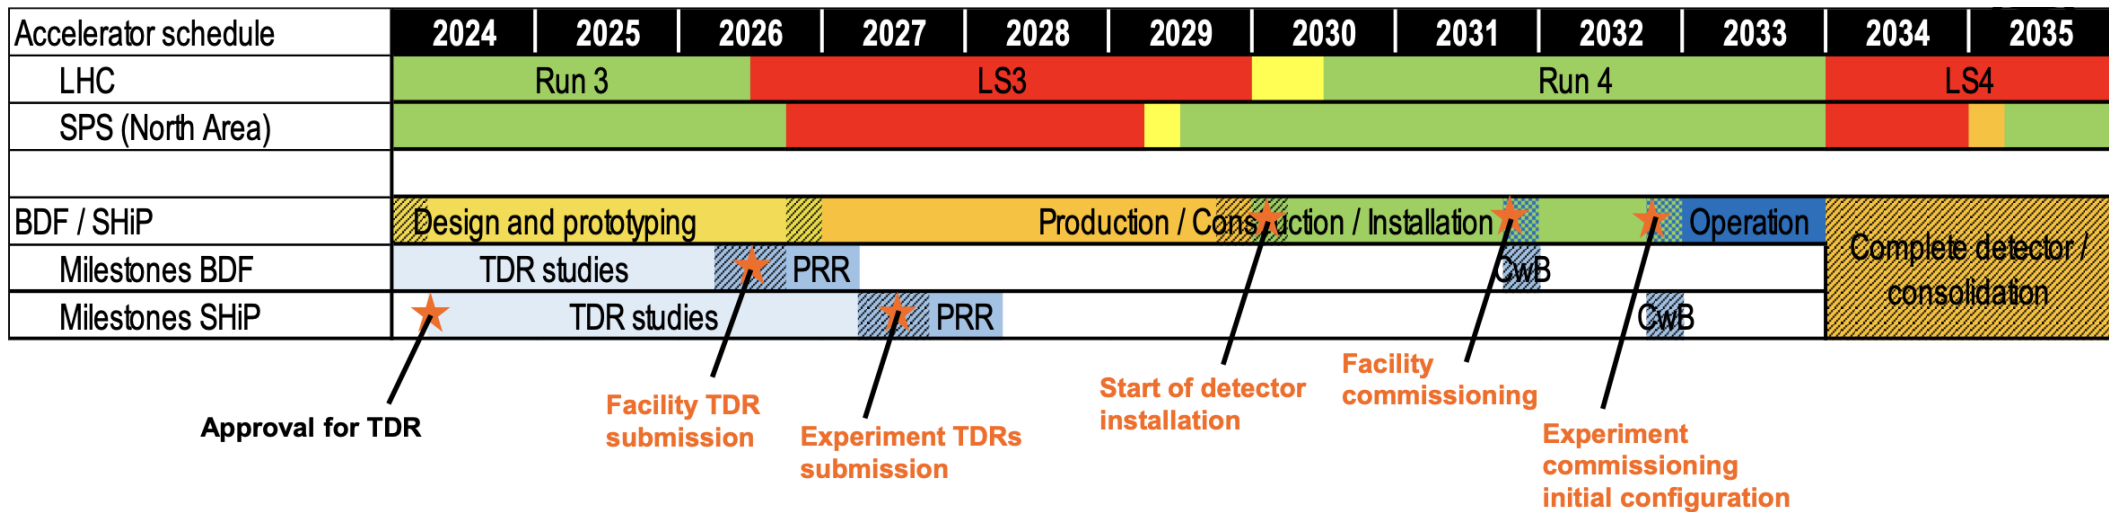 Accelerator schedule 2024 2025 2026 2027 2028 2029 2030 2031 2032 2033 2034 2035
LHC Run 3 LS3 Run 4 LS4
SPS (North Area)
BDF / SHiP Design and prototyping Production / Construction / Installation Operation
Complete detector /
consolidation
Milestones BDF TDR studies PRR CwB
Milestones SHiP TDR studies PRR CwB
Approval for TDR
Facility TDR
submission
Experiment TDRs
submission
Start of detector
installation
Facility
commissioning
Experiment
commissioning
initial configuration